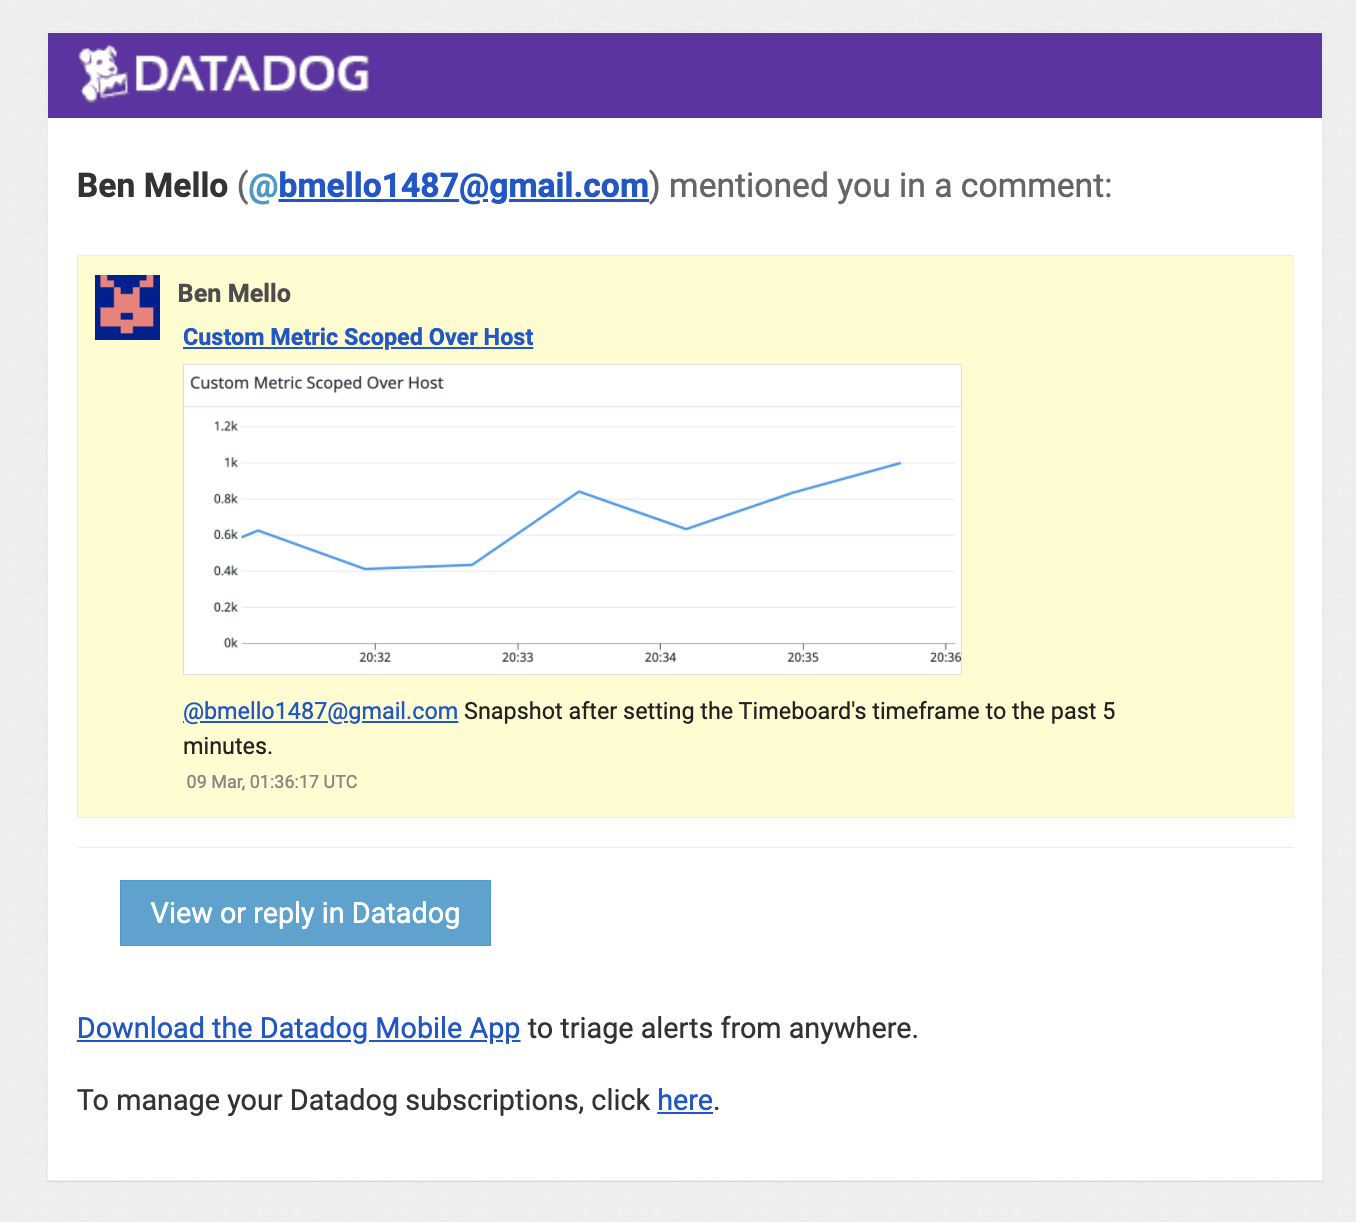 DATADOG
Ben Mello (@bmello1487@gmail.com) mentioned you in a comment:
Ben Mello
Custom Metric Scoped Over Host
Custom Metric Scoped Over Host
1.2k
1k
0.8k
0.6k
0.4k
0.2k
0k
20:32 20:33 20:34 20:35 20:36
@bmello1487@gmail.com Snapshot after setting the Timeboard's timeframe to the past 5
minutes.
09 Mar, 01:36:17 UTC
View or reply in Datadog
Download the Datadog Mobile App to triage alerts from anywhere.
To manage your Datadog subscriptions, click here.